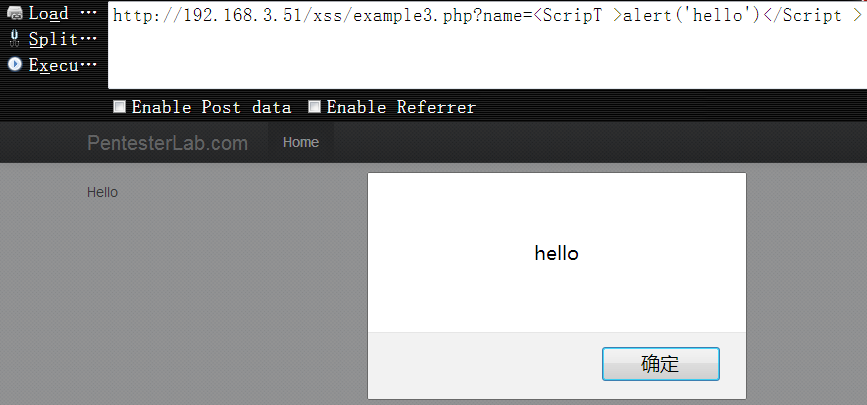 Load ...
http://192.168.3.51/xss/example3.php?name=<ScripT >alert('hello')</Script >
Split...
Execu...
Enable Post data Enable Referrer
PentesterLab.com Home
Hello
hello
确定